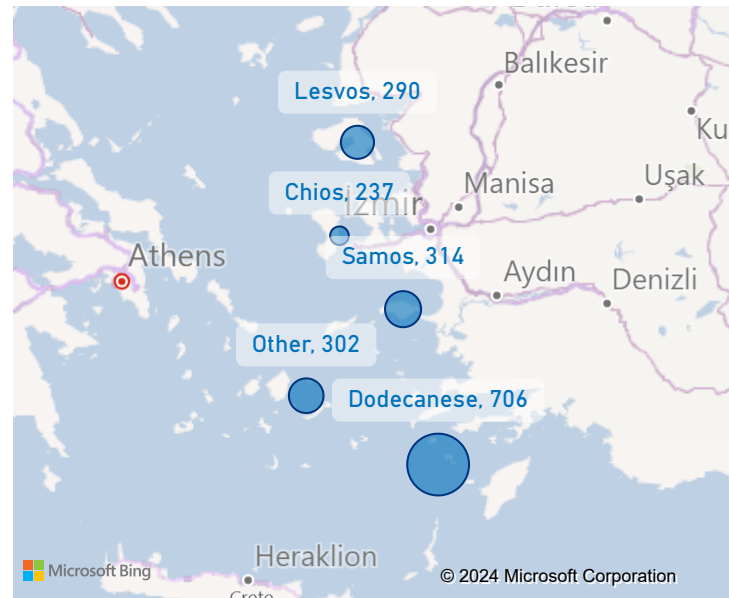 Balıkesir
Lesvos, 290
Ku
Uşak
Manisa
Chios, 237
İzmir
Athens
Samos, 314
Aydın
Denizli
Other, 302
Dodecanese, 706
Heraklion
Microsoft Bing
© 2024 Microsoft Corporation
Crete